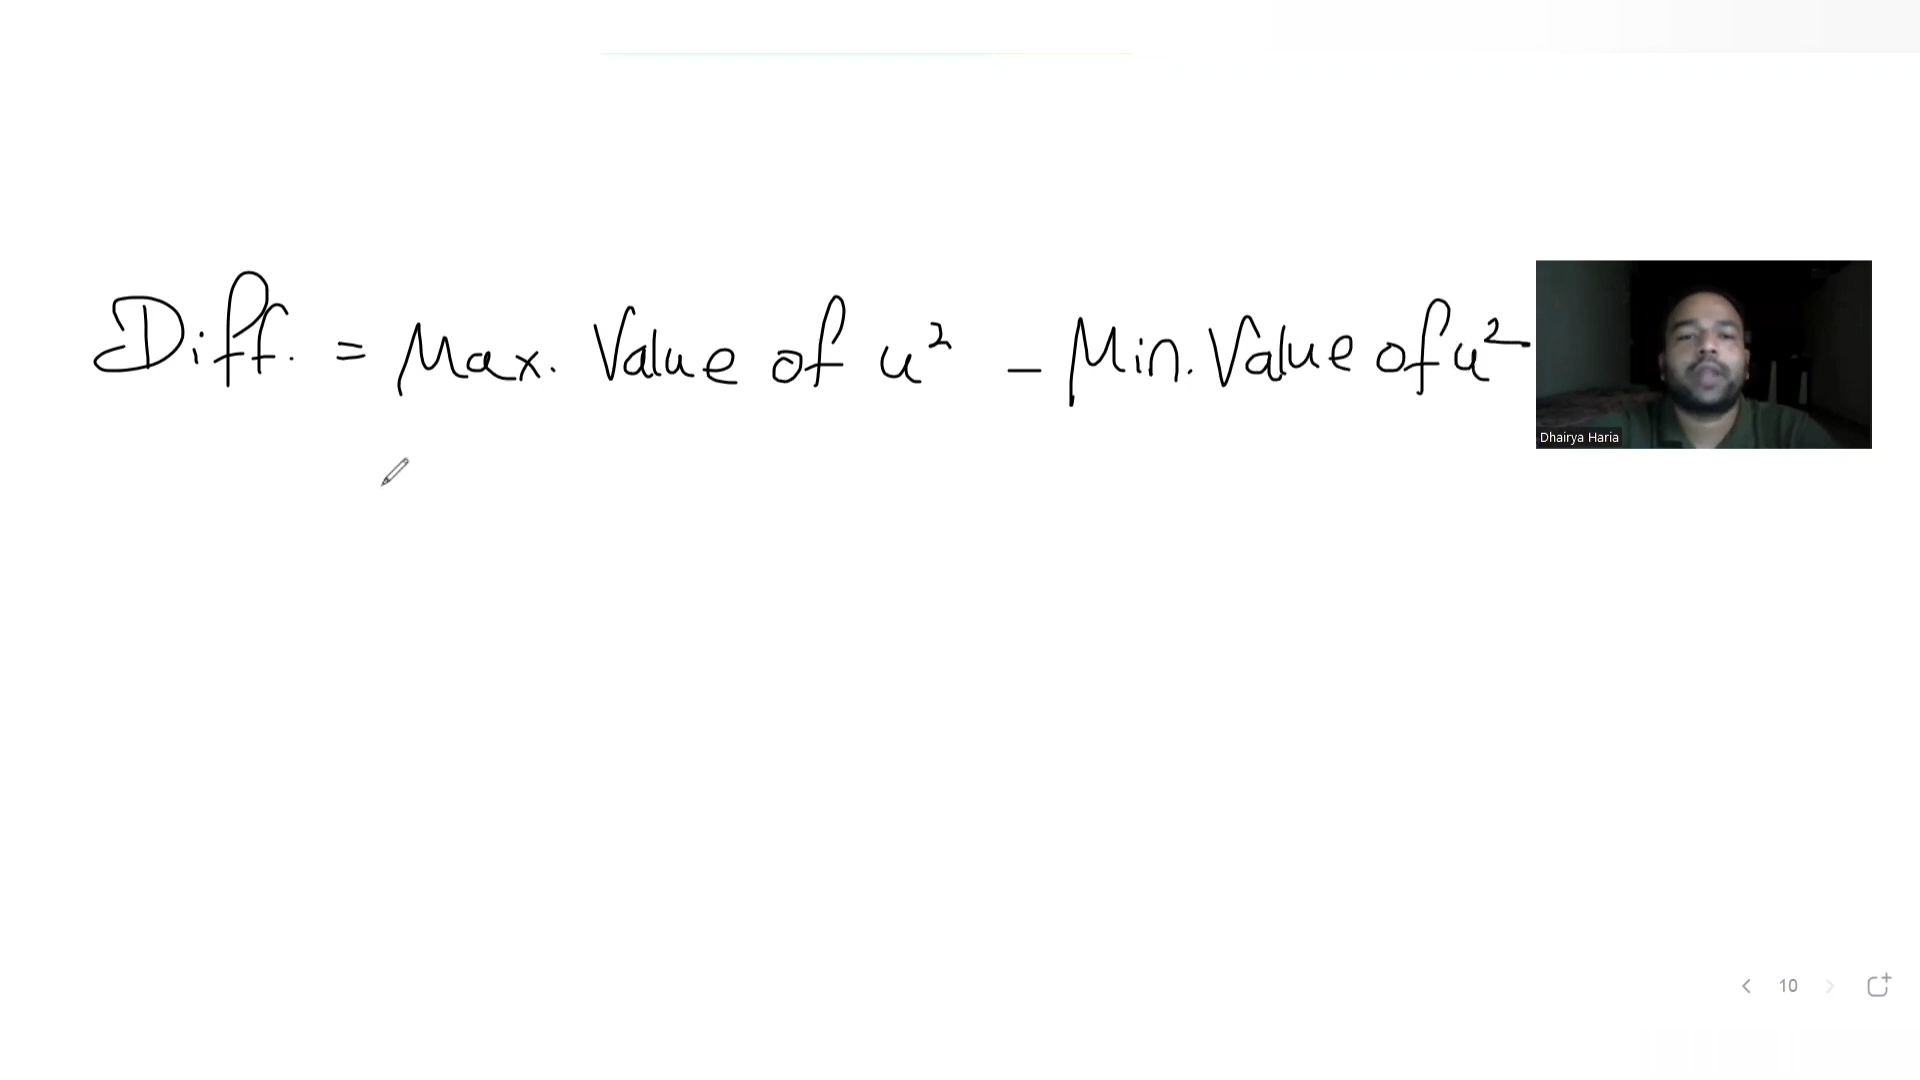 Diff. = Max. Value of u² - Min. Value of u²
Dhairya Haria
10